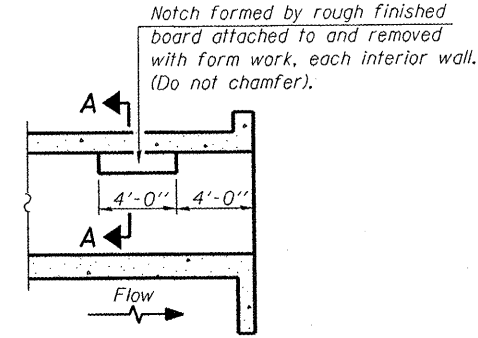 Notch formed by rough finished
board attached to and removed
with form work, each interior wall.
(Do not chamfer).
A
4'-0" 4'-0"
A
Flow